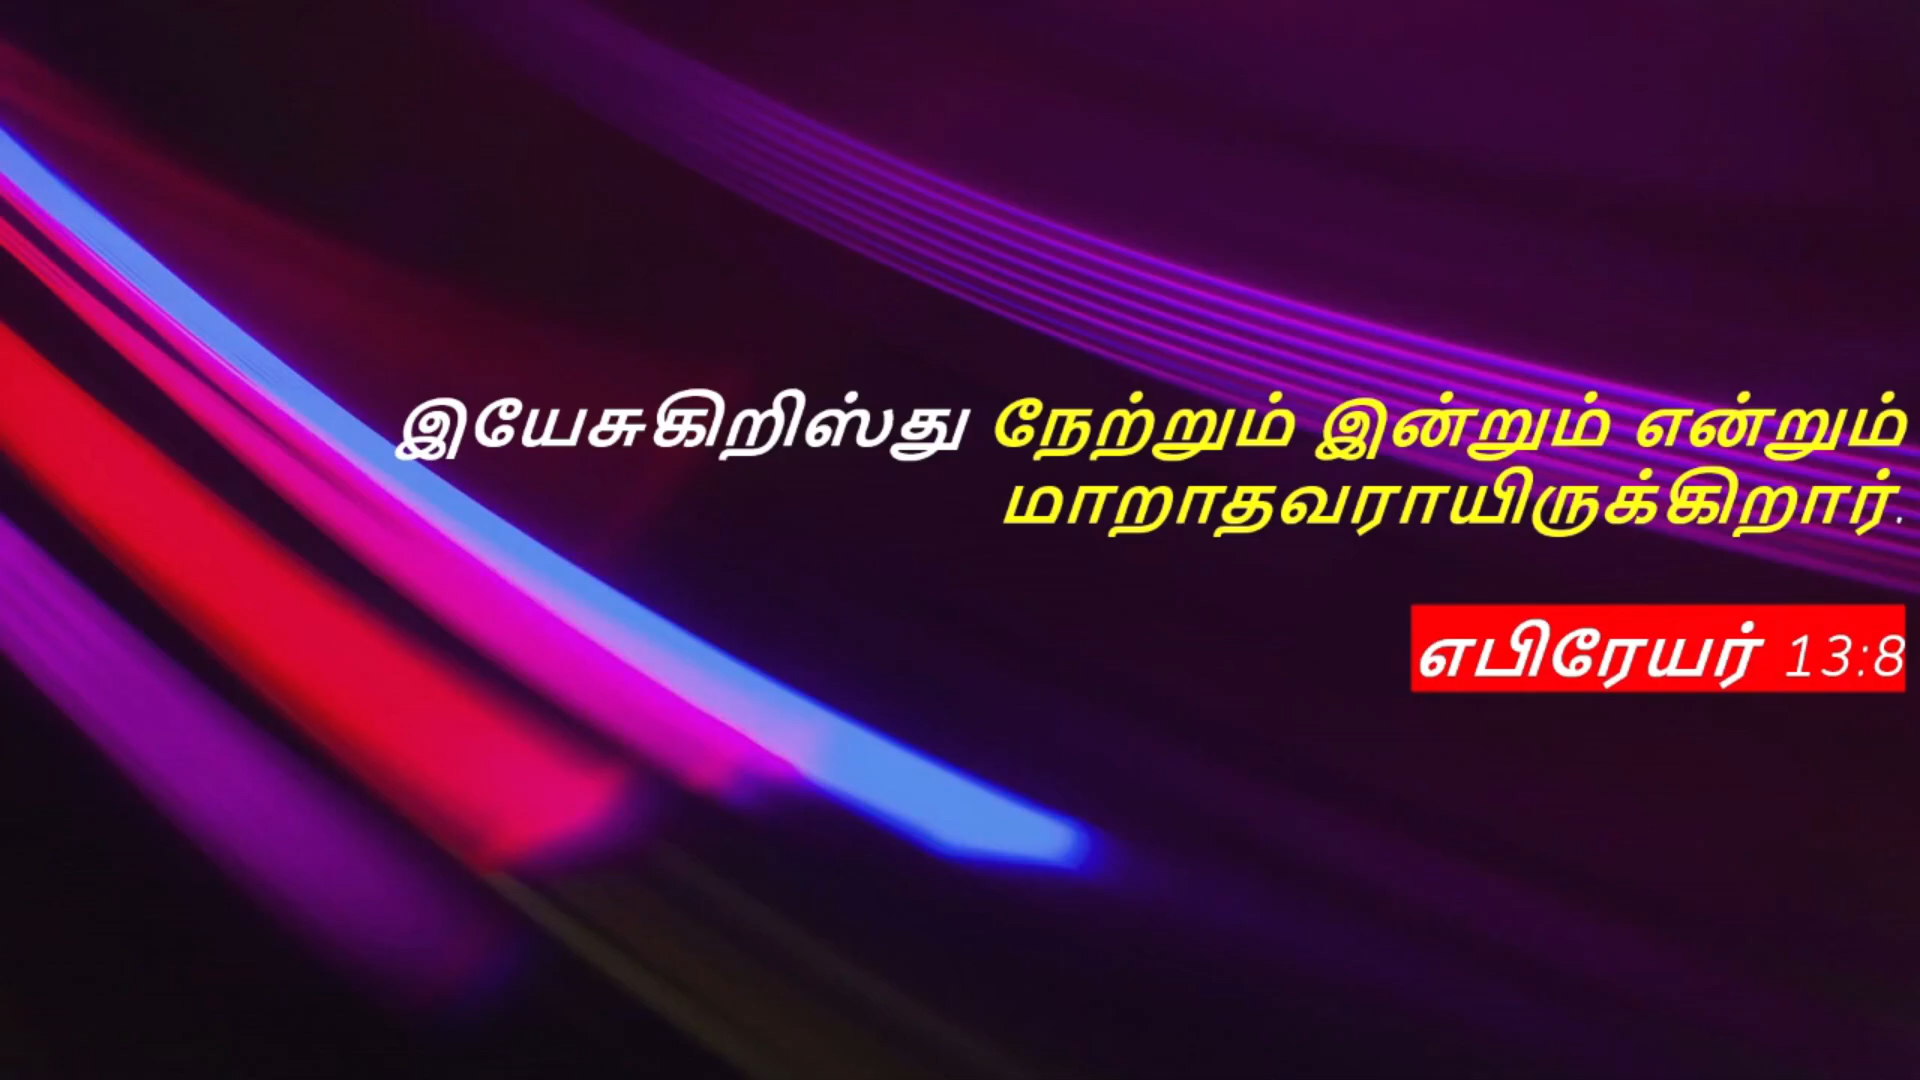 இயேசுகிறிஸ்து நேற்றும் இன்றும் என்றும்
மாறாதவராயிருக்கிறார்.
எபிரேயர் 13:8